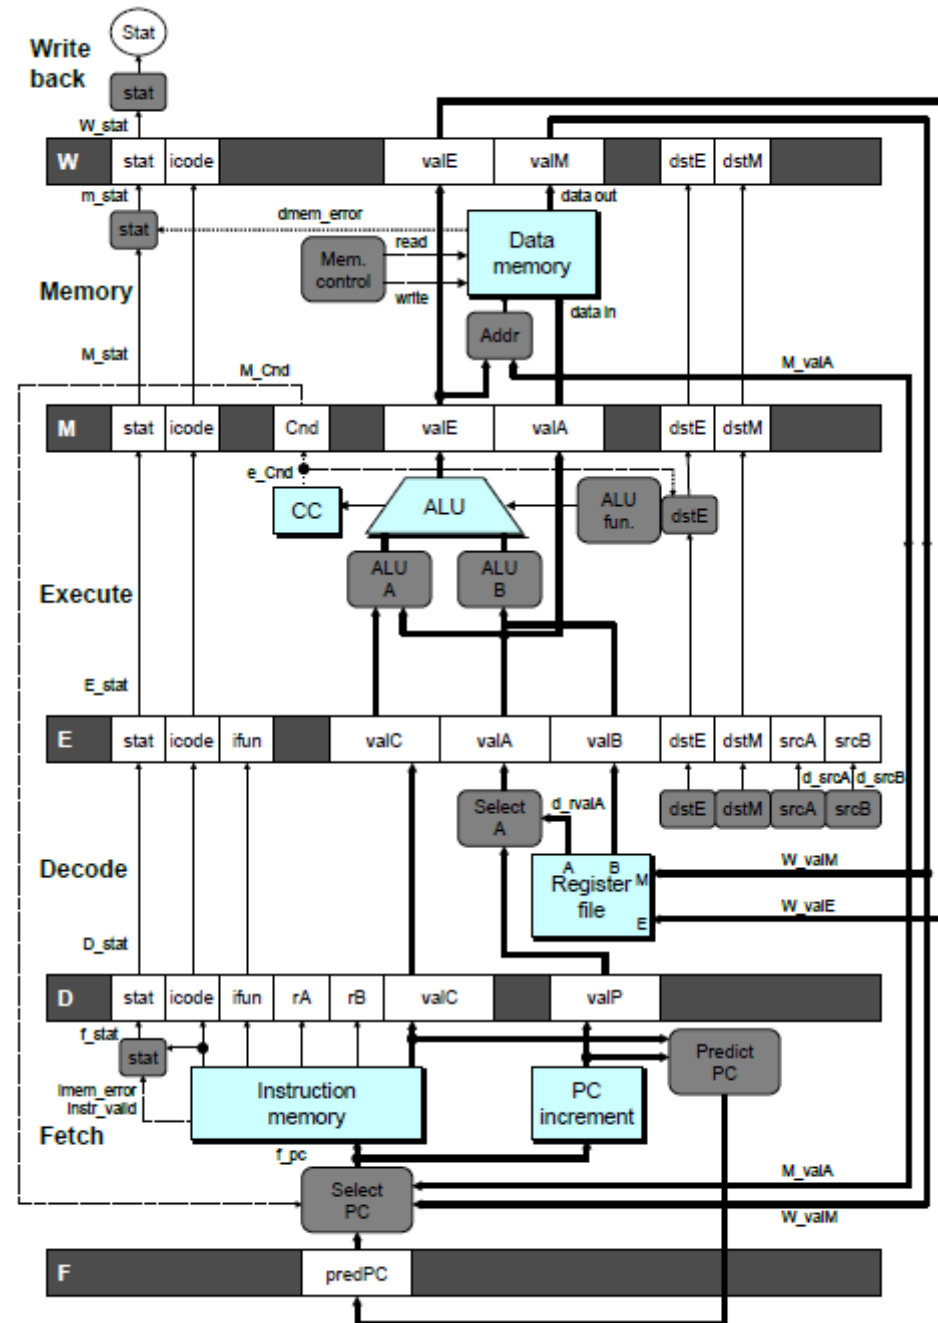 Stat
Write
back
stat
W_stat
W stat icode valE valM dstE dstM
m_stat
data out
dmem_error
stat
read
Mem.
control
Data
memory
write
data in
Memory
Addr
M_stat
M_Cnd
M_valA
M stat icode Cnd valE valA dstE dstM
e_Cnd
CC
ALU
ALU
fun.
dstE
ALU
A
ALU
B
Execute
E_stat
E stat icode ifun valC valA valB dstE dstM srcA srcB
d_srcA d_srcB
Select
A
d_rvalA
dstE dstM srcA srcB
Decode
A B
M
Register
file
E
W_valM
W_valE
D_stat
D stat icode ifun rA rB valC valP
f_stat
stat
Predict
PC
Imem_error
Instr_valid
Instruction
memory
PC
increment
Fetch
f_pc
M_valA
Select
PC
W_valM
F predPC